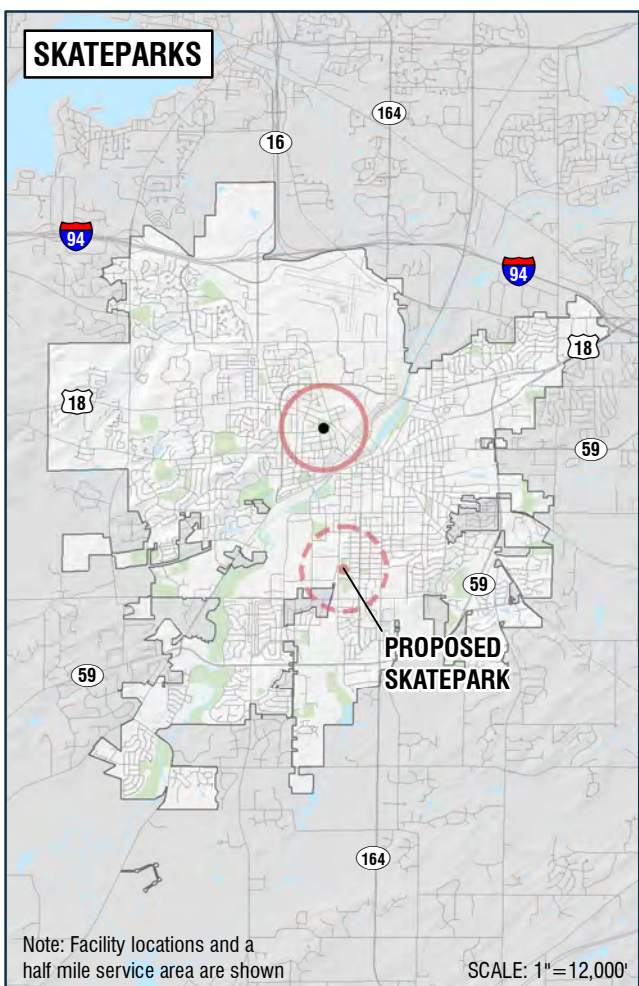 SKATEPARKS
164
16
94
94
18
18
59
59
PROPOSED
SKATEPARK
59
164
Note: Facility locations and a
half mile service area are shown
SCALE: 1"=12,000'